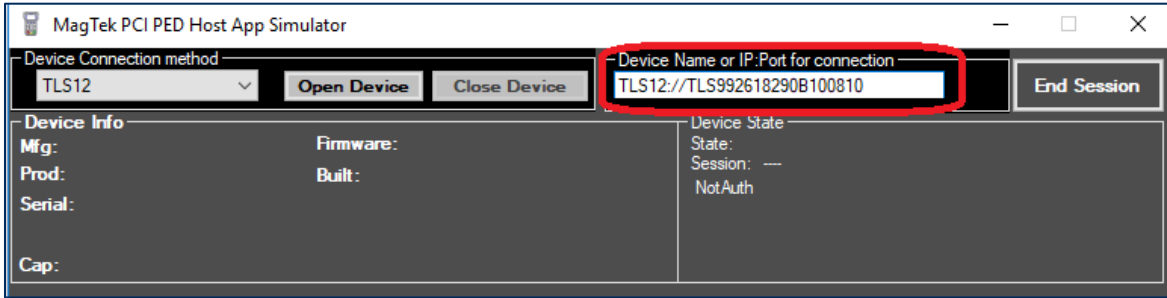 MagTek PCI PED Host App Simulator
Device Connection method
TLS12
Open Device
Close Device
Device Name or IP:Port for connection
TLS12://TLS992618290B100810
End Session
Device Info
Mfg:
Firmware:
Prod:
Built:
Serial:
Cap:
Device State
State:
Session: ----
NotAuth